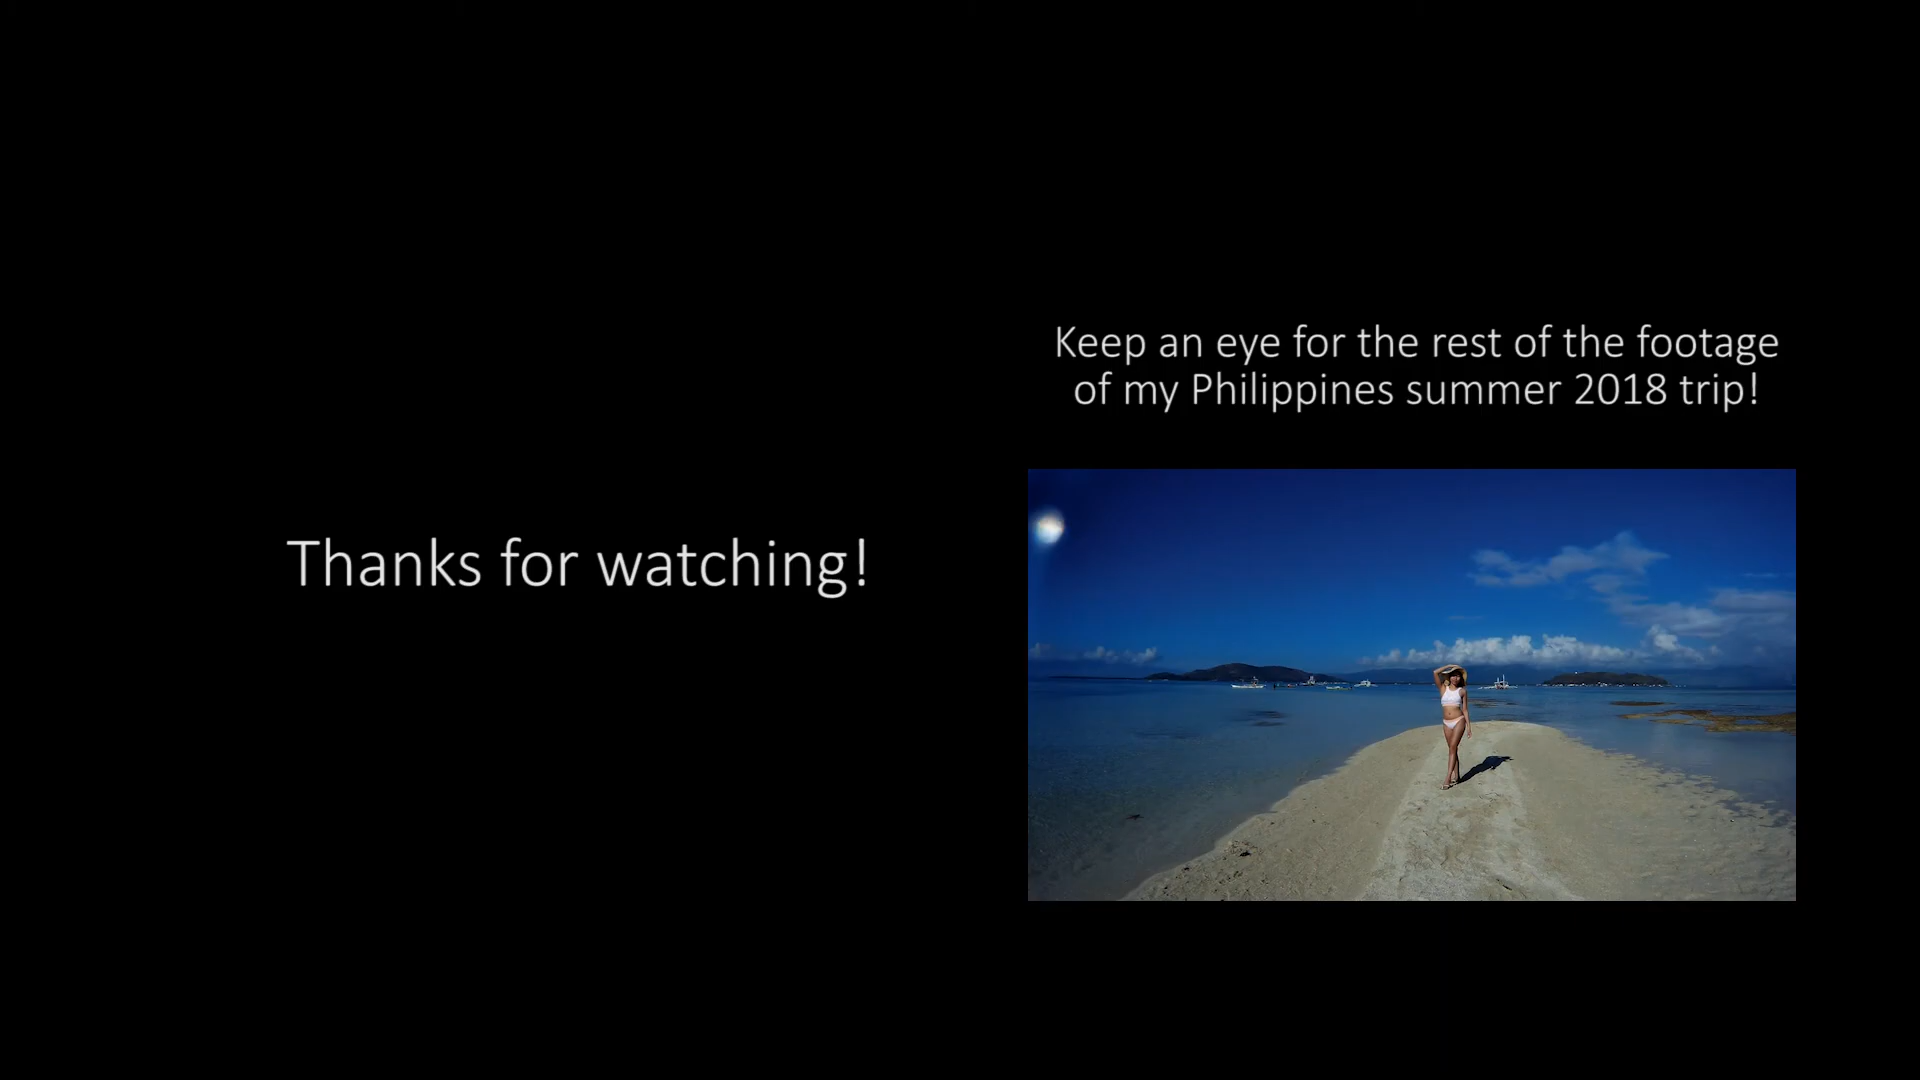 Thanks for watching!
Keep an eye for the rest of the footage
of my Philippines summer 2018 trip!